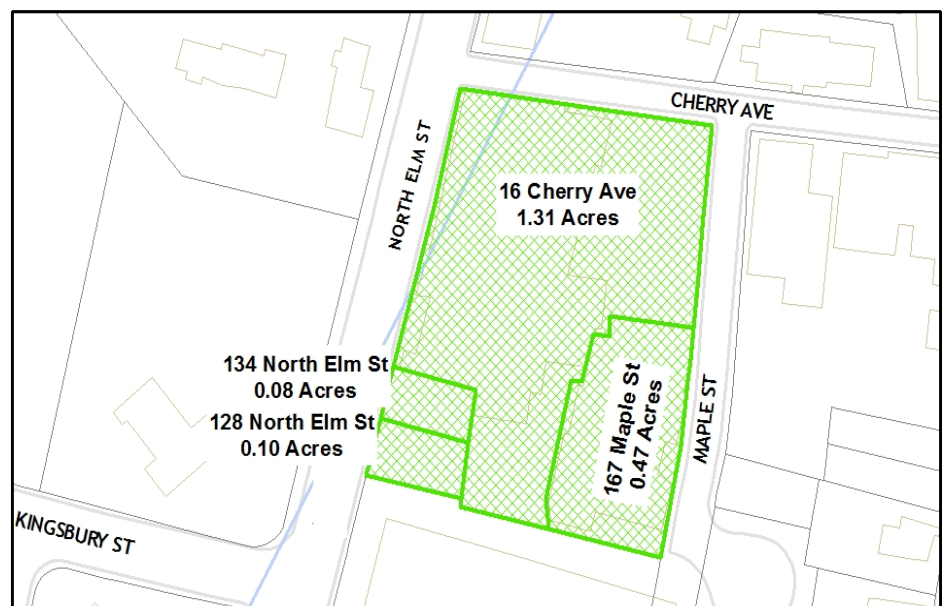 CHERRY AVE
NORTH ELM ST
16 Cherry Ave
1.31 Acres
134 North Elm St
0.08 Acres
128 North Elm St
0.10 Acres
167 Maple St
0.47 Acres
MAPLE ST
KINGSBURY ST